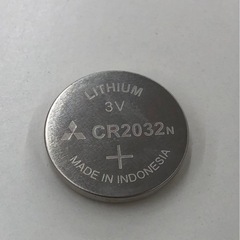 LITHIUM
3V
CR2032N
+
MADE IN INDONESIA